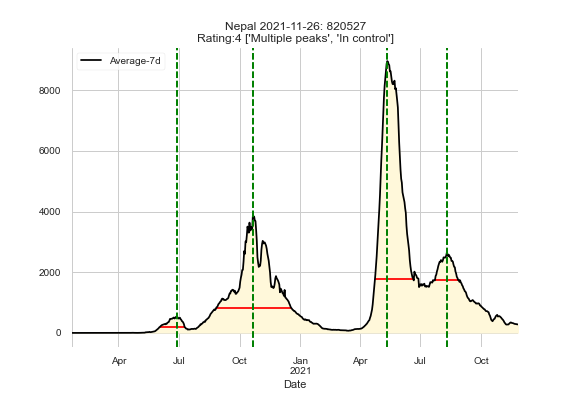 Nepal 2021-11-26: 820527
Rating:4 ['Multiple peaks', 'In control']
Average-7d
8000
6000
4000
2000
0
Apr Jul Oct Jan Apr Jul Oct
2021
Date